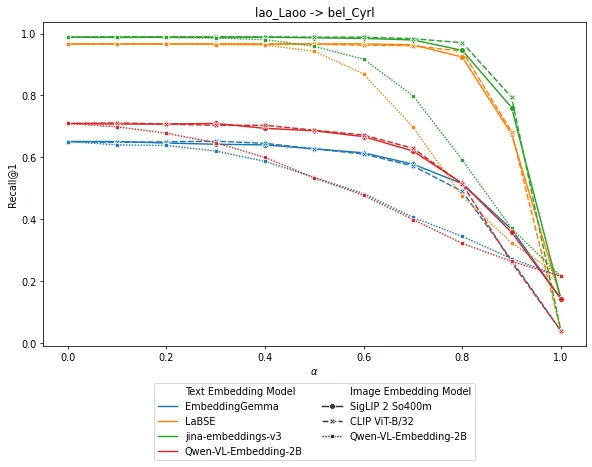 lao_Laoo -> bel_Cyrl
Recall@1
1.0
0.8
0.6
0.4
0.2
0.0
0.0 0.2 0.4 0.6 0.8 1.0
α
Text Embedding Model
EmbeddingGemma
LaBSE
jina-embeddings-v3
Qwen-VL-Embedding-2B
Image Embedding Model
SigLIP 2 So400m
CLIP ViT-B/32
Qwen-VL-Embedding-2B